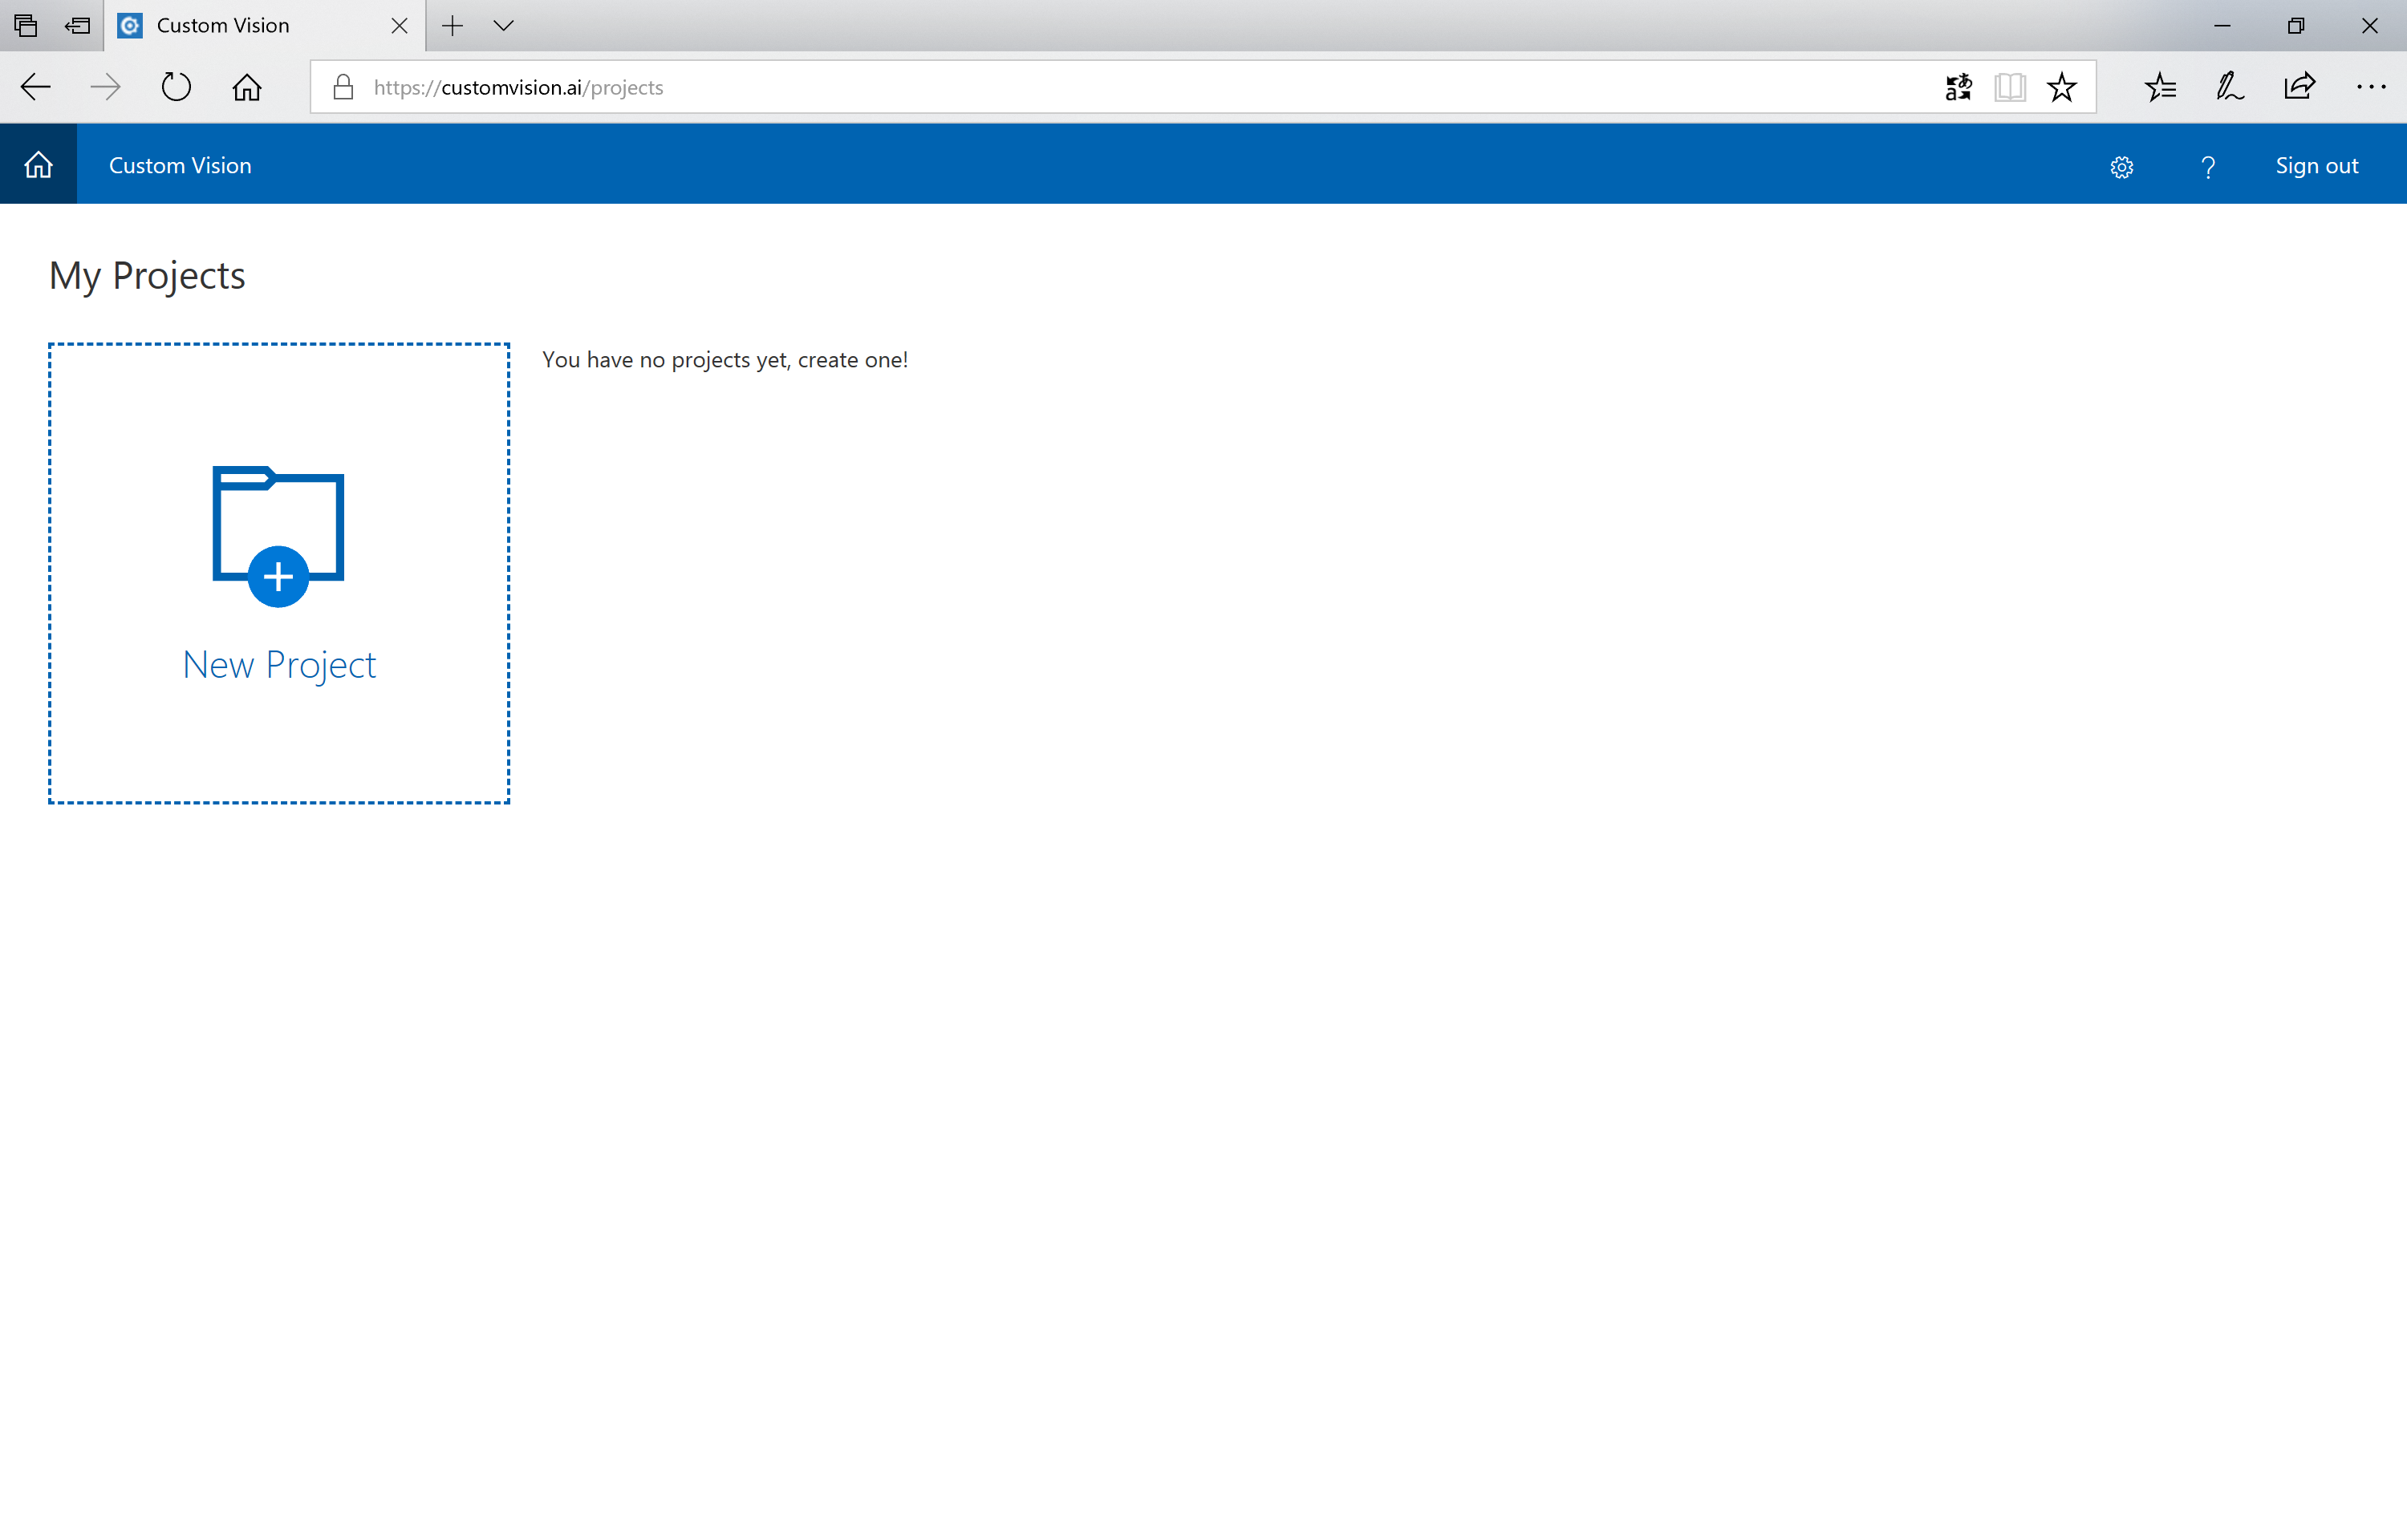 Custom Vision
https://customvision.ai/projects
Custom Vision
? Sign out
My Projects
You have no projects yet, create one!
New Project